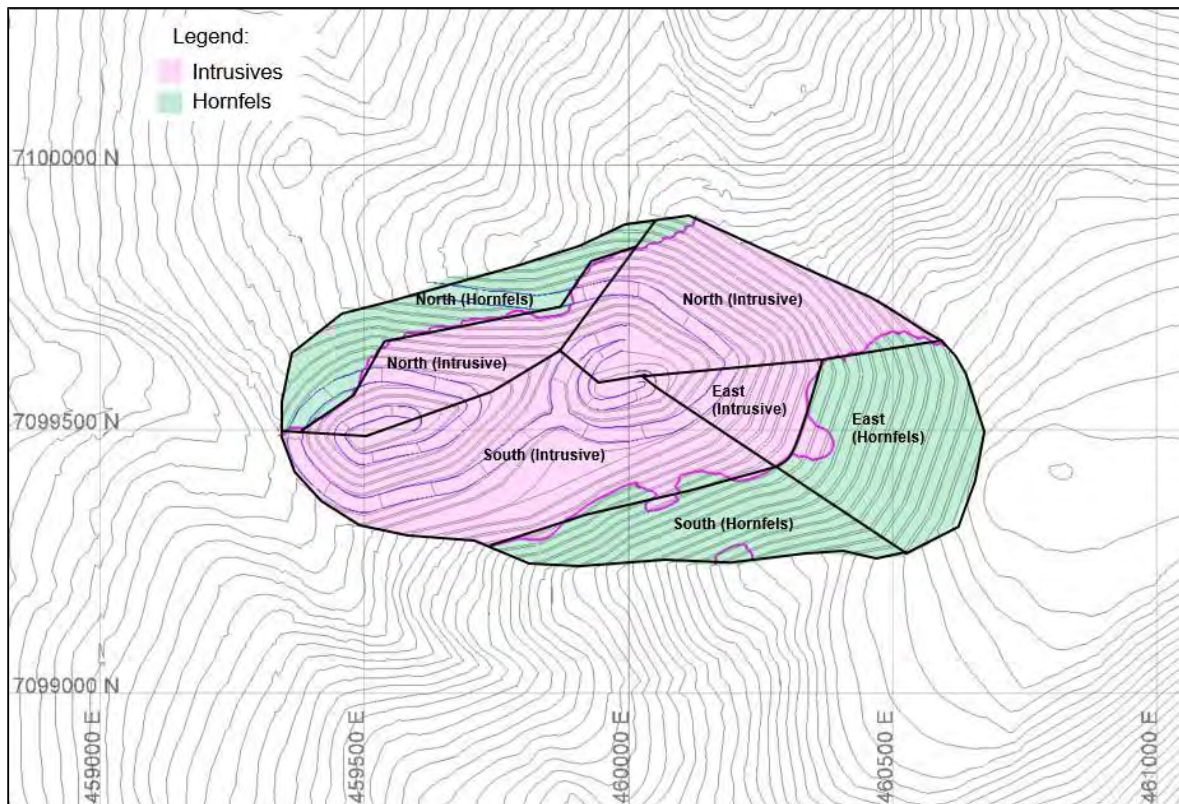 Legend:
Intrusives
Hornfels
7100000 N
North (Hornfels)
North (Intrusive)
North (Intrusive)
East
(Intrusive)
East
(Hornfels)
7099500 N
South (Intrusive)
South (Hornfels)
7099000 N
459000 E
459500 E
460000 E
460500 E
461000 E